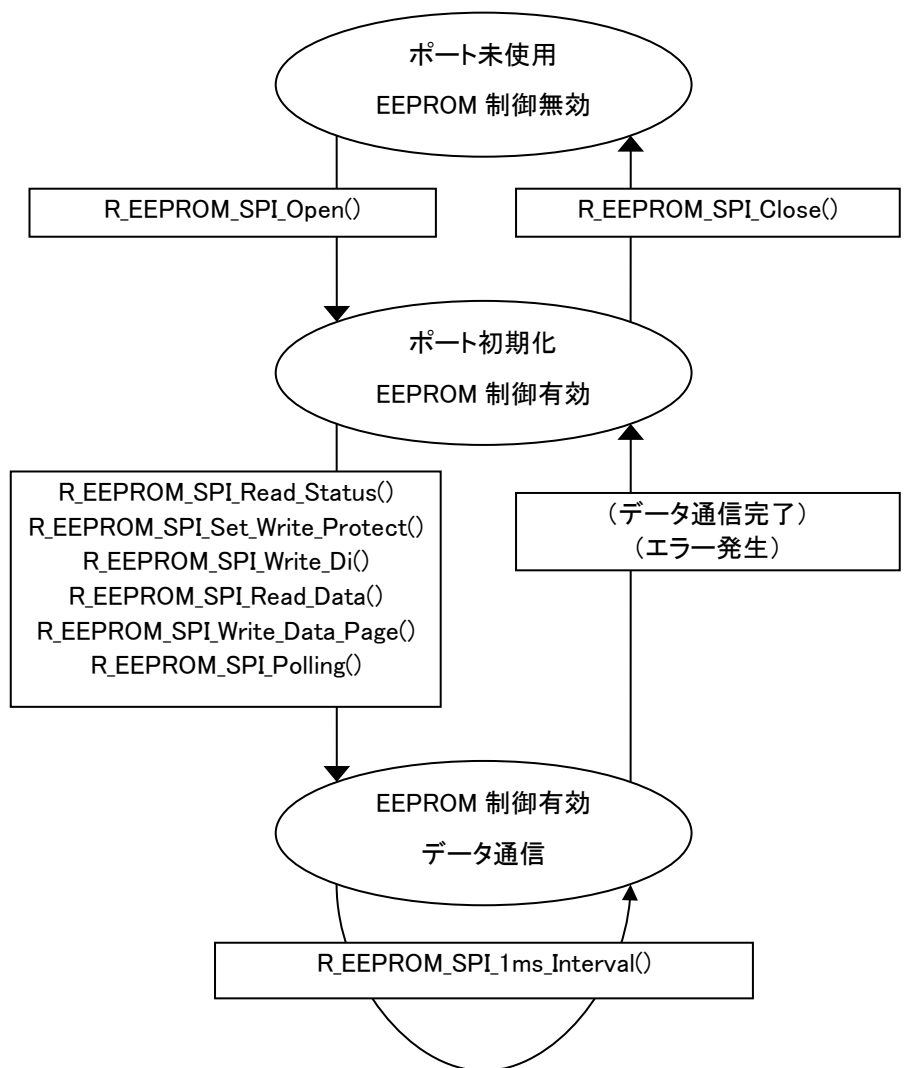 ポート未使用
EEPROM 制御無効
R_EEPROM_SPI_Open()
R_EEPROM_SPI_Close()
ポート初期化
EEPROM 制御有効
R_EEPROM_SPI_Read_Status()
R_EEPROM_SPI_Set_Write_Protect()
R_EEPROM_SPI_Write_Di()
R_EEPROM_SPI_Read_Data()
R_EEPROM_SPI_Write_Data_Page()
R_EEPROM_SPI_Polling()
(データ通信完了)
(エラー発生)
EEPROM 制御有効
データ通信
R_EEPROM_SPI_1ms_Interval()